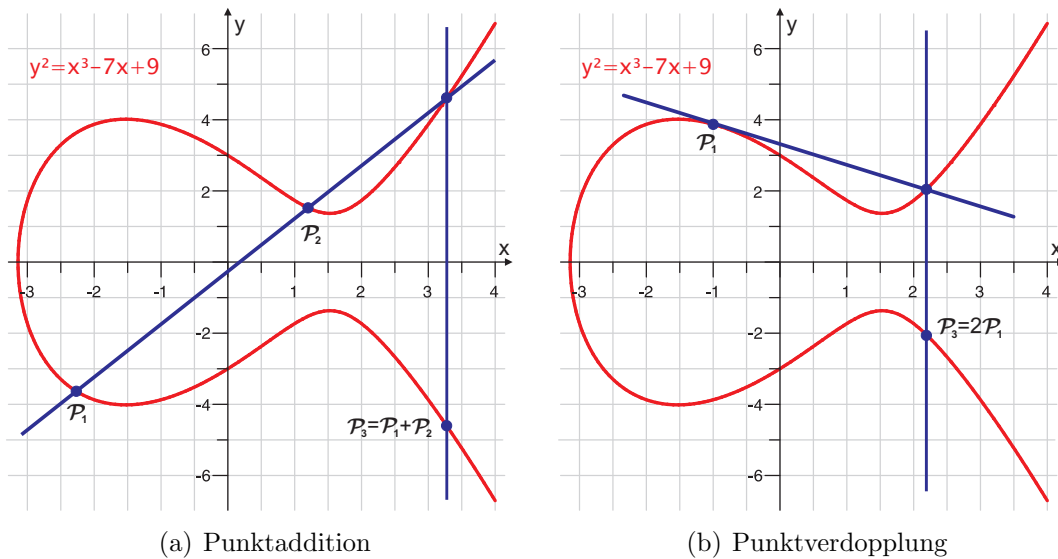 y
6
y²=x³-7x+9
4
2
P₂
x
-3 -2 -1 1 2 3 4
-2
P₁
-4
P₃=P₁+P₂
-6
(a) Punktaddition
y
6
y²=x³-7x+9
4
P₁
2
x
-3 -2 -1 1 2 3 4
-2
P₃=2P₁
-4
-6
(b) Punktverdopplung